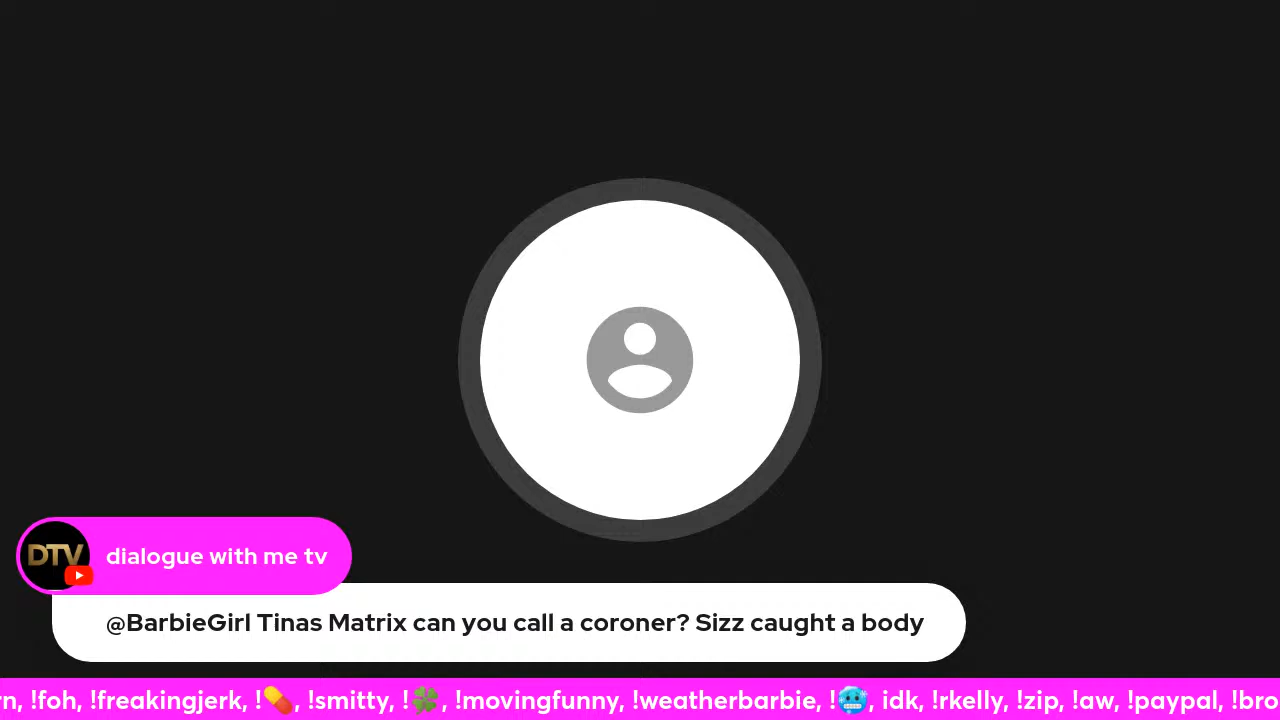 DTV
dialogue with me tv
@BarbieGirl Tinas Matrix can you call a coroner? Sizz caught a body
!foh, !freakingjerk, !💊, !smitty, !🍀, !movingfunny, !weatherbarbie, !🥶, idk, !rkelly, !zip, !aw, !paypal, !bro